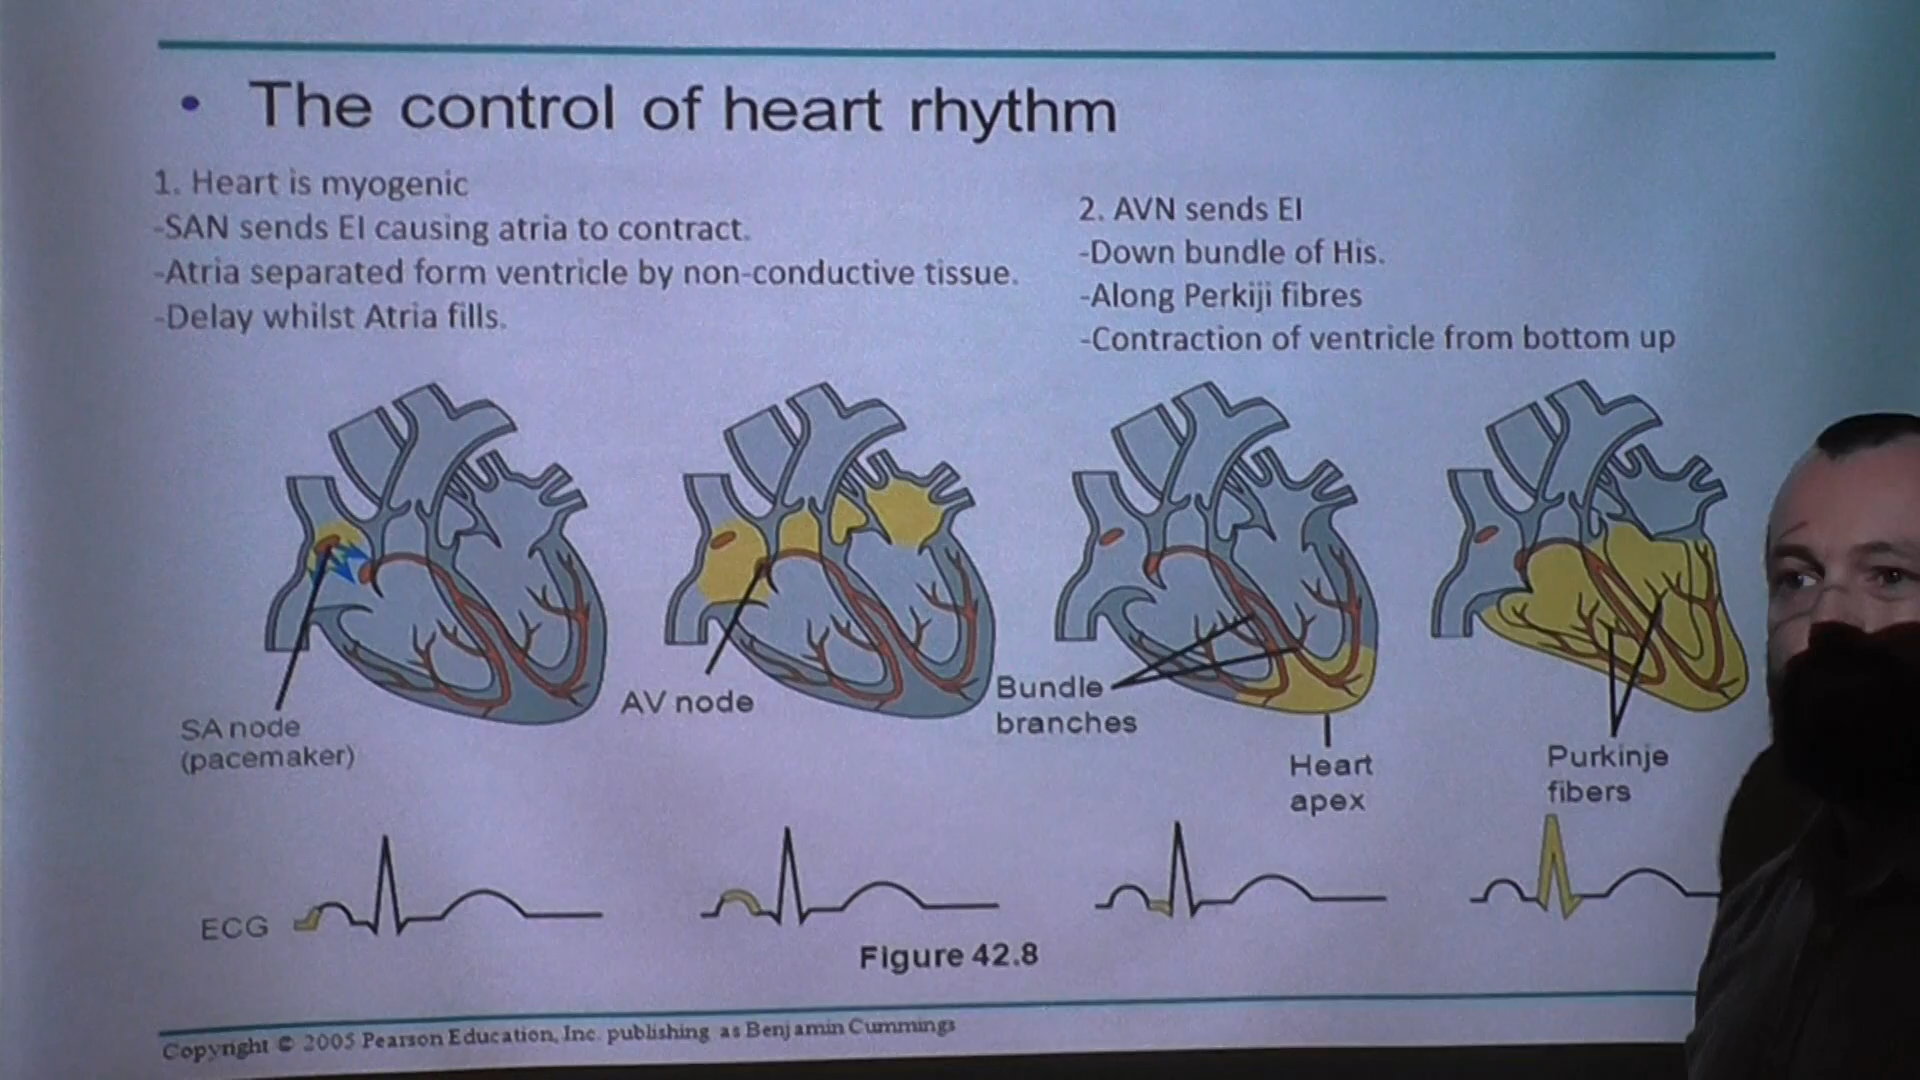 • The control of heart rhythm
1. Heart is myogenic
-SAN sends EI causing atria to contract.
-Atria separated form ventricle by non-conductive tissue.
-Delay whilst Atria fills.
2. AVN sends EI
-Down bundle of His.
-Along Perkiji fibres
-Contraction of ventricle from bottom up
SA node
(pacemaker)
AV node
Bundle
branches
Heart
apex
Purkinje
fibers
ECG
Figure 42.8
Copyright © 2005 Pearson Education, Inc. publishing as Benjamin Cummings